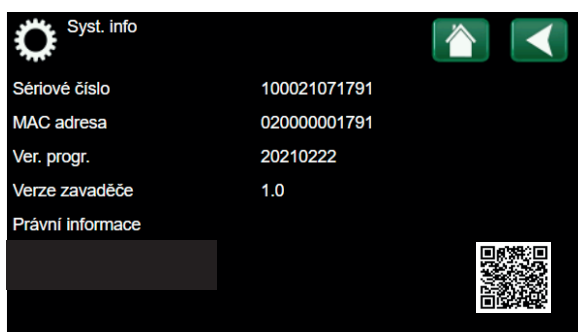 Syst. info
Sériové číslo 100021071791
MAC adresa 020000001791
Ver. progr. 20210222
Verze zavaděče 1.0
Právní informace